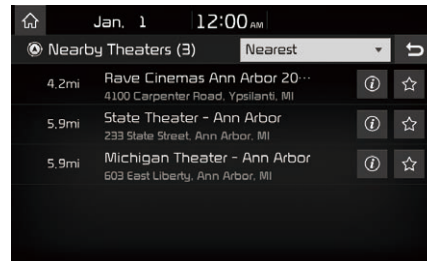 Jan. 1 12:00 AM
Nearby Theaters (3) Nearest
4.2mi Rave Cinemas Ann Arbor 20···
4100 Carpenter Road, Ypsilanti, MI
5.9mi State Theater - Ann Arbor
233 State Street, Ann Arbor, MI
5.9mi Michigan Theater - Ann Arbor
603 East Liberty, Ann Arbor, MI